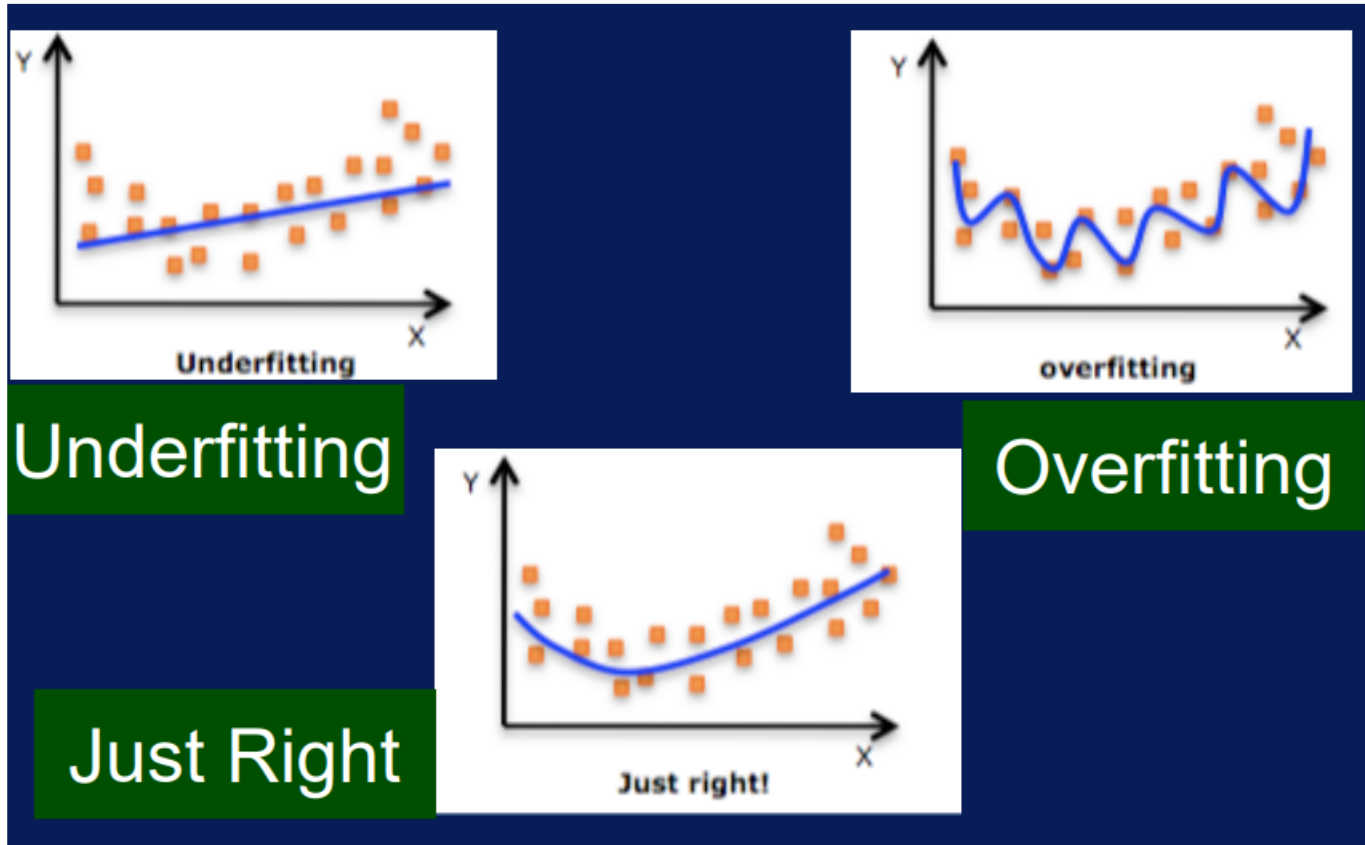 Y
X
Underfitting
Underfitting
Y
X
overfitting
Overfitting
Y
X
Just right!
Just Right